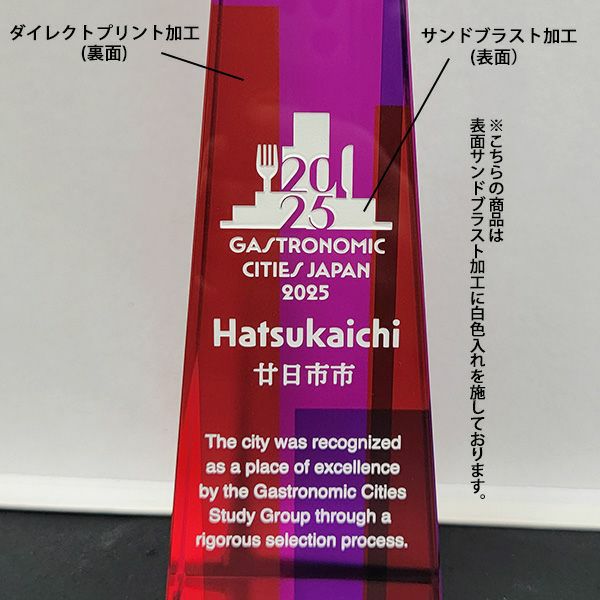 ダイレクトプリント加工
(裏面)
サンドブラスト加工
(表面)
※こちらの商品は
表面サンドブラスト加工に白色入れを施しております。
20
25
GASTRONOMIC
CITIES JAPAN
2025
Hatsukaichi
廿日市市
The city was recognized
as a place of excellence
by the Gastronomic Cities
Study Group through a
rigorous selection process.